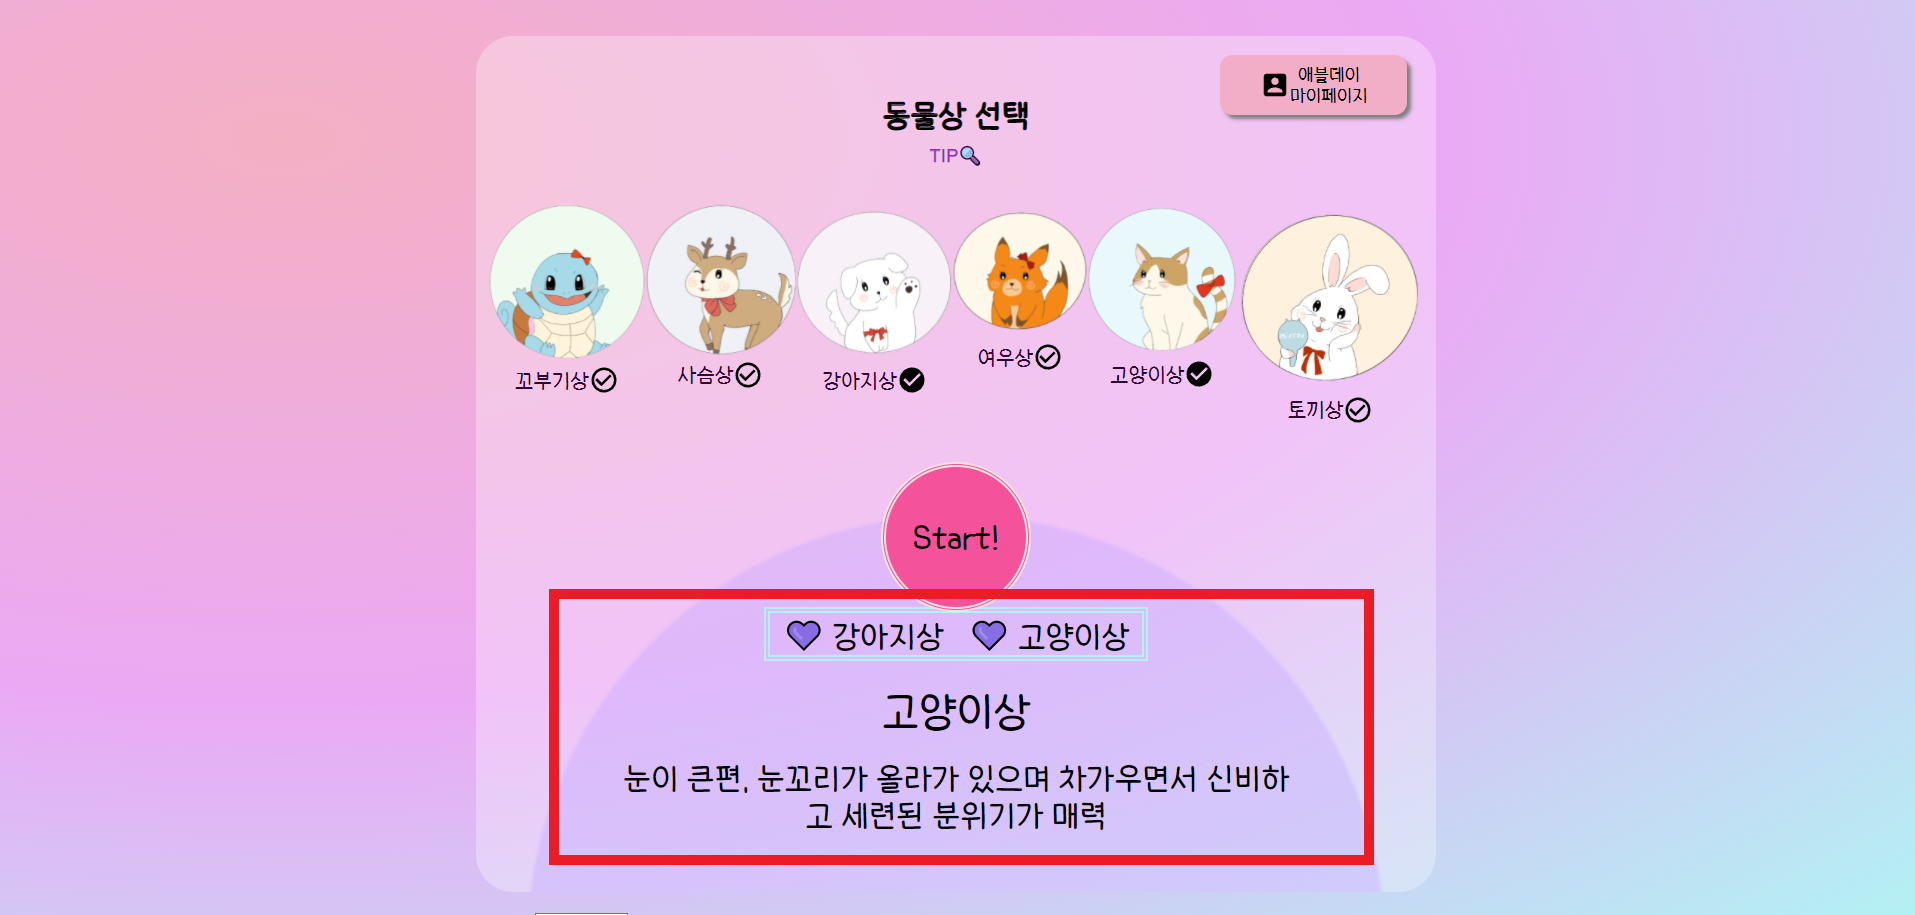 애블데이
마이페이지
동물상 선택
TIP
꼬부기상
사슴상
강아지상
여우상
고양이상
토끼상
Start!
강아지상 고양이상
고양이상
눈이 큰편, 눈꼬리가 올라가 있으며 차가우면서 신비하
고 세련된 분위기가 매력